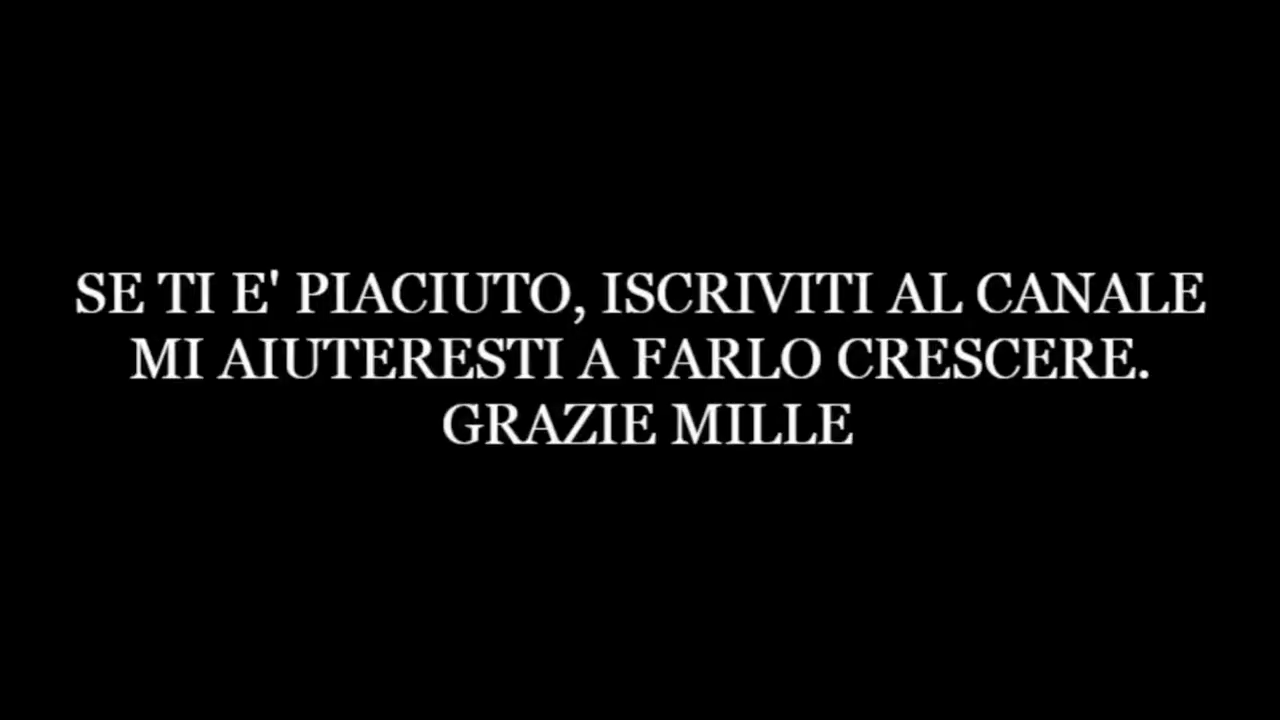 SE TI E' PIACIUTO, ISCRIVITI AL CANALE
MI AIUTERESTI A FARLO CRESCERE.
GRAZIE MILLE